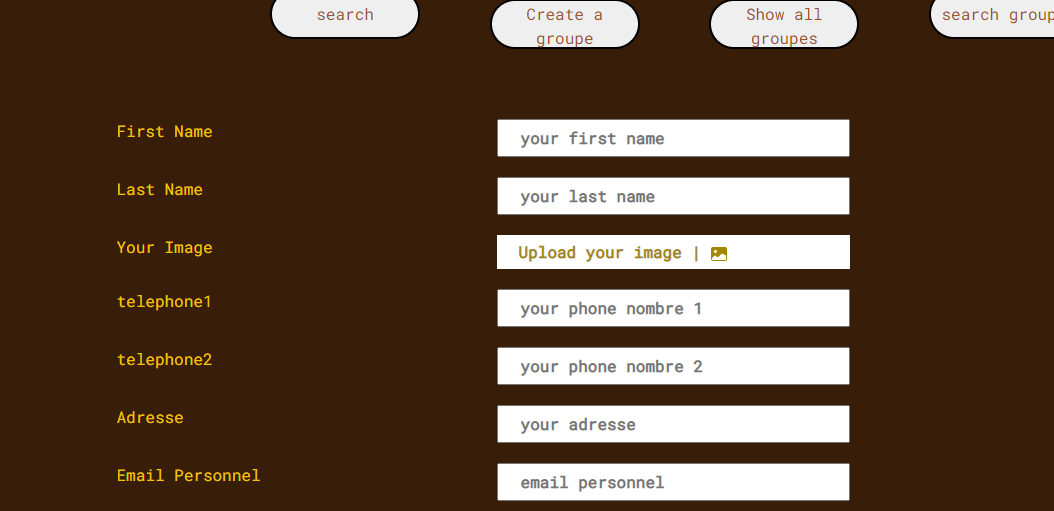 search
Create a
groupe
Show all
groupes
search group
First Name
your first name
Last Name
your last name
Your Image
Upload your image |
telephone1
your phone nombre 1
telephone2
your phone nombre 2
Adresse
your adresse
Email Personnel
email personnel